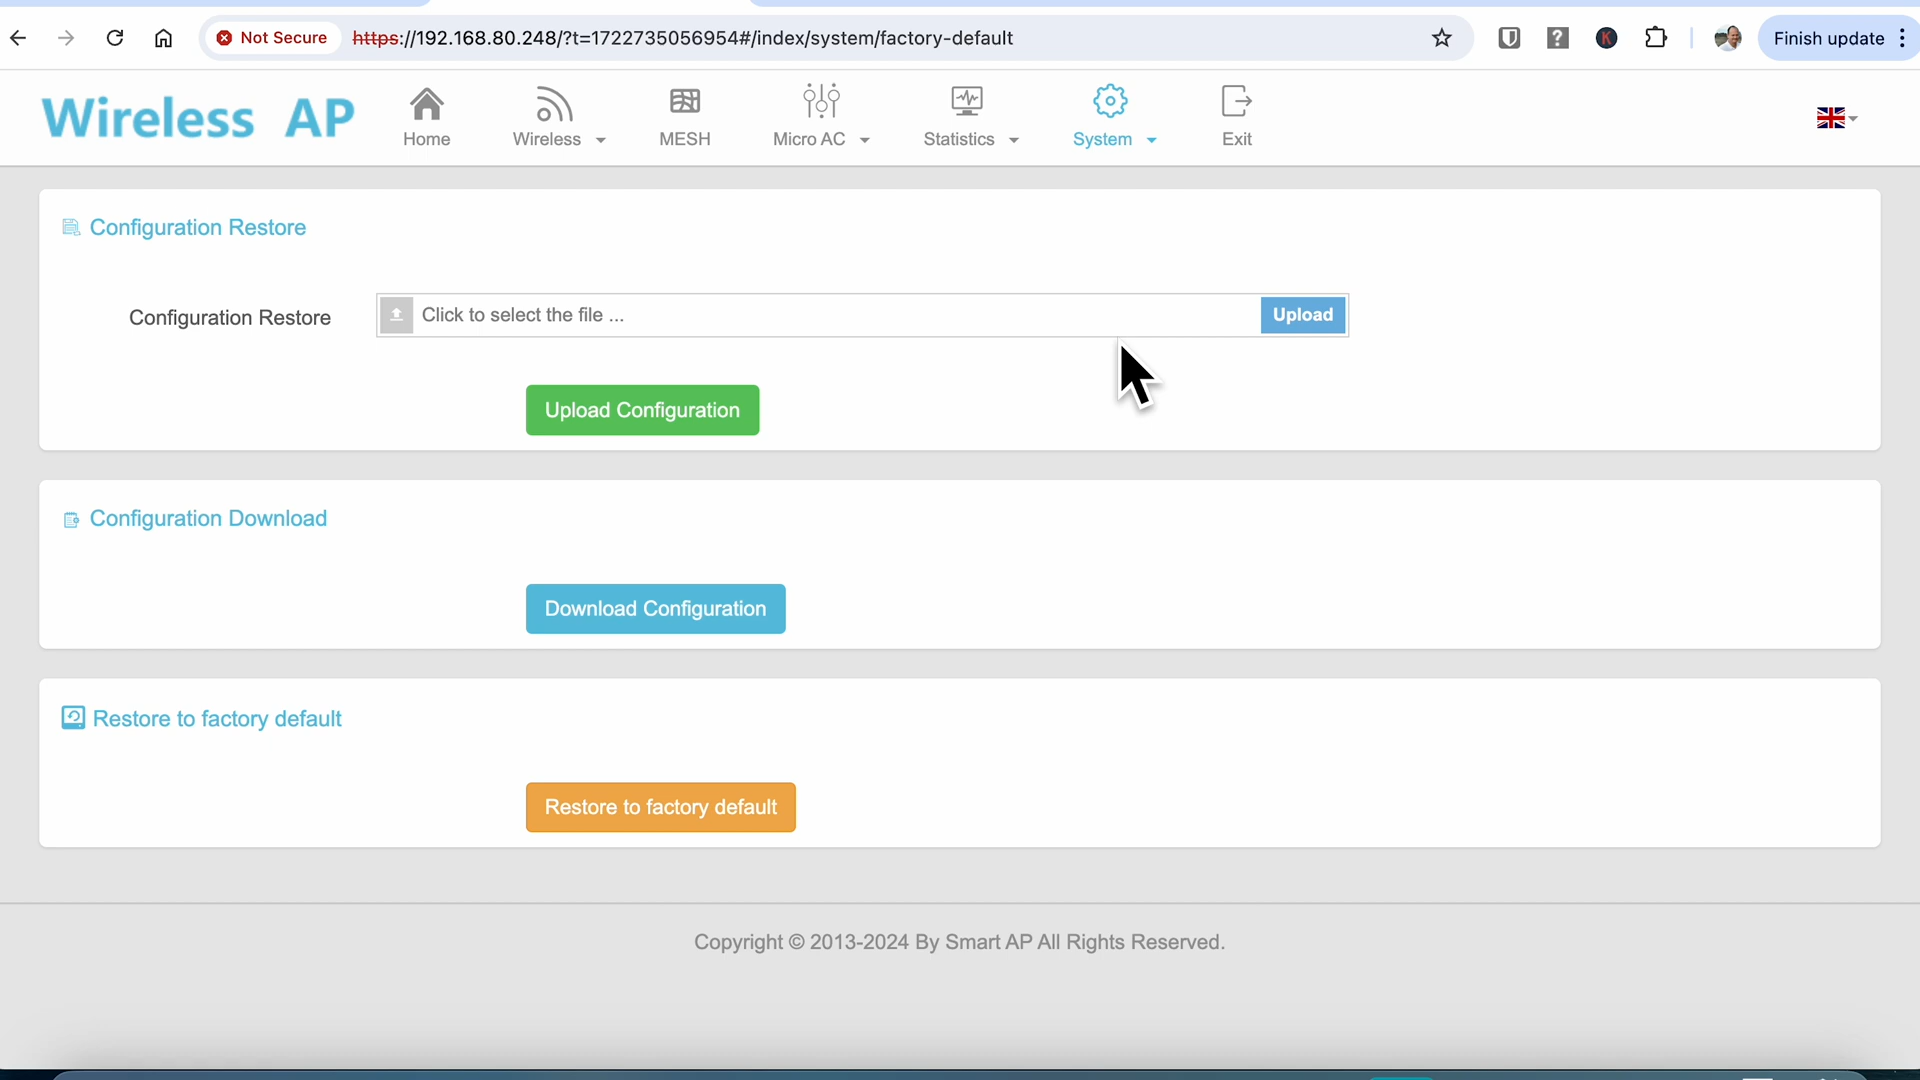 Not Secure https://192.168.80.248/?t=1722735056954#/index/system/factory-default ? K Finish update
Wireless AP Home Wireless MESH Micro AC Statistics System Exit
Configuration Restore
Configuration Restore Click to select the file ... Upload
Upload Configuration
Configuration Download
Download Configuration
Restore to factory default
Restore to factory default
Copyright © 2013-2024 By Smart AP All Rights Reserved.